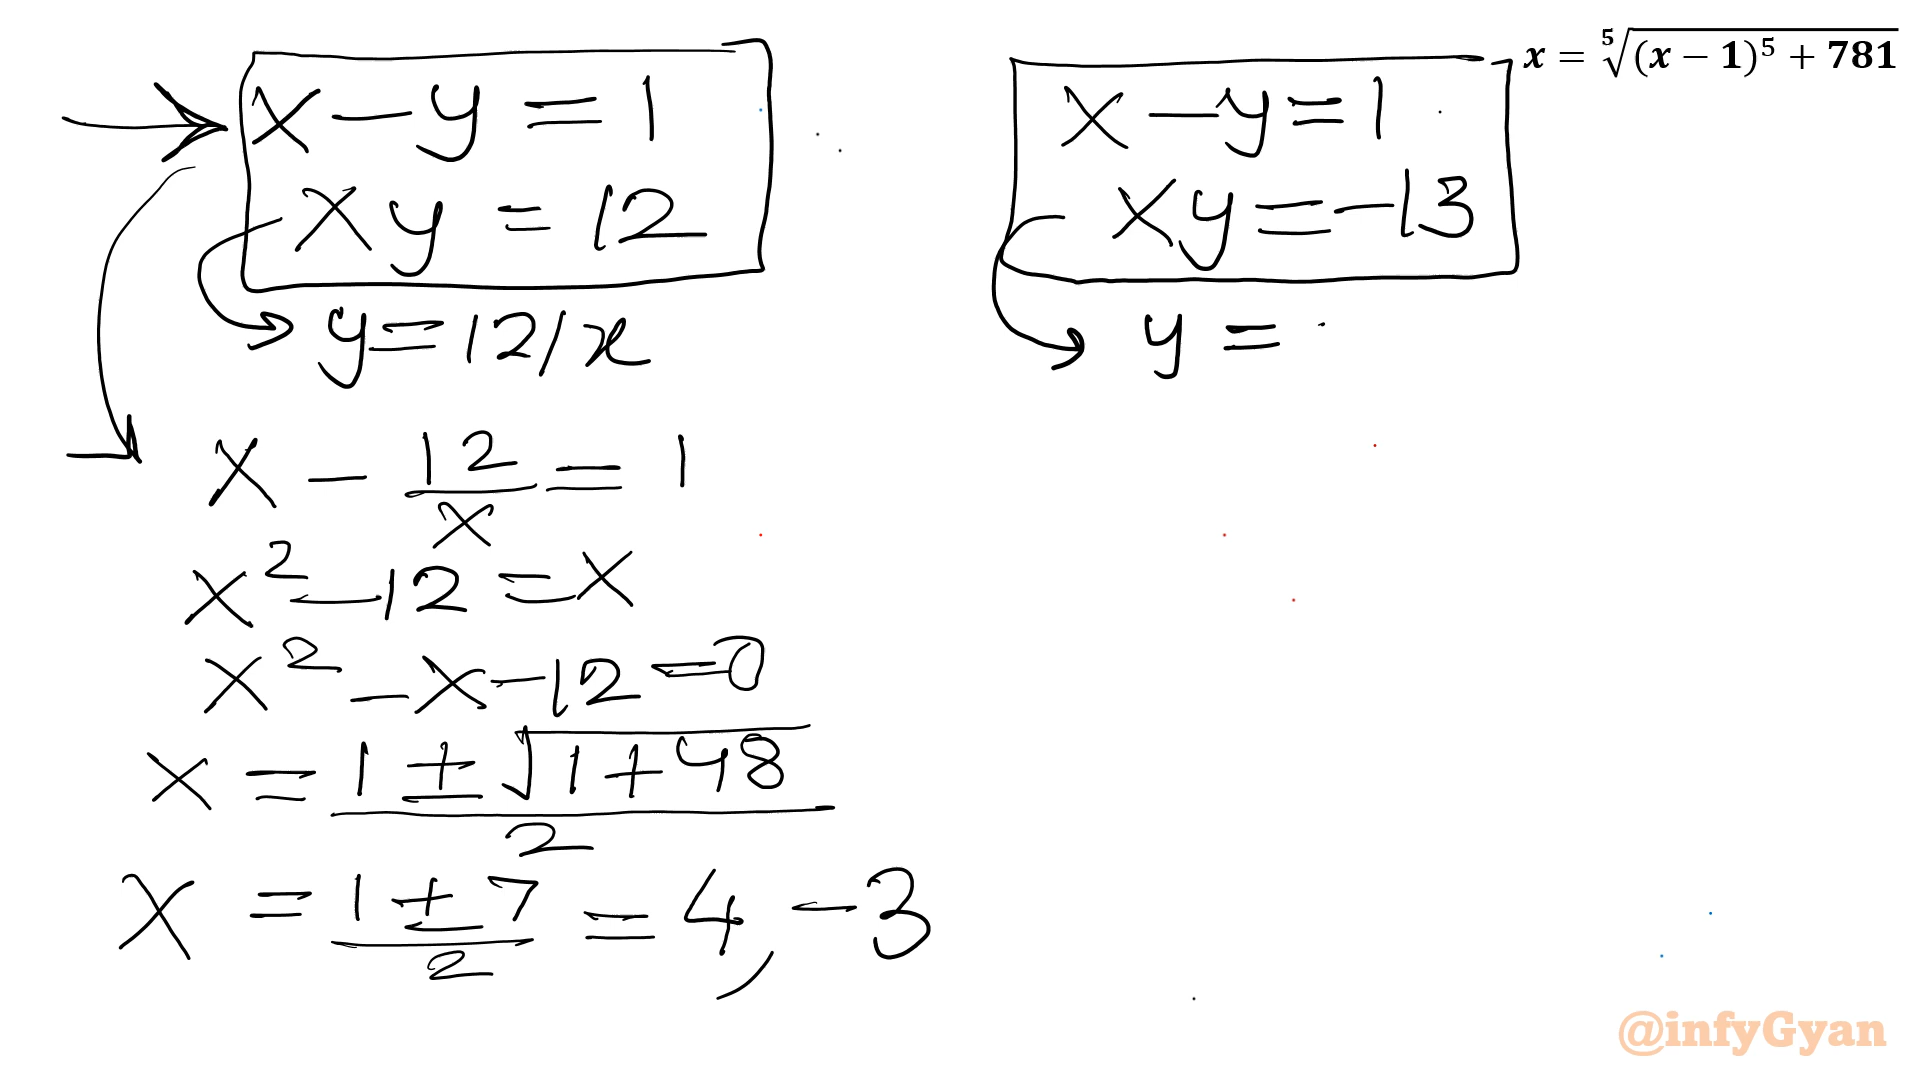 x = ⁵√((x − 1)⁵ + 781)
x − y = 1
xy = 12
y = 12/x
x − 12/x = 1
x² − 12 = x
x² − x − 12 = 0
x = (1 ± √(1 + 48))/2
x = (1 ± 7)/2 = 4, −3
x − y = 1
xy = −13
y =
@infyGyan